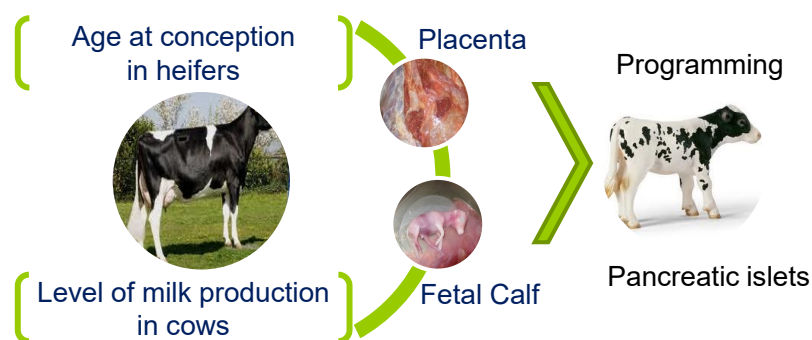 Age at conception
in heifers
Placenta
Programming
Level of milk production
in cows
Fetal Calf
Pancreatic islets